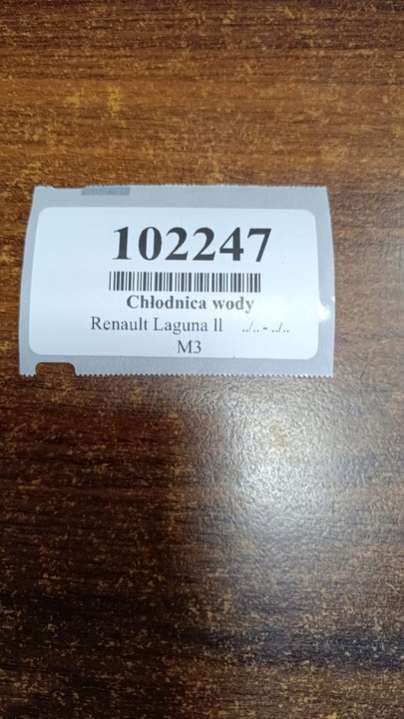 102247
Chłodnica wody
Renault Laguna II ../.. - ../..
M3